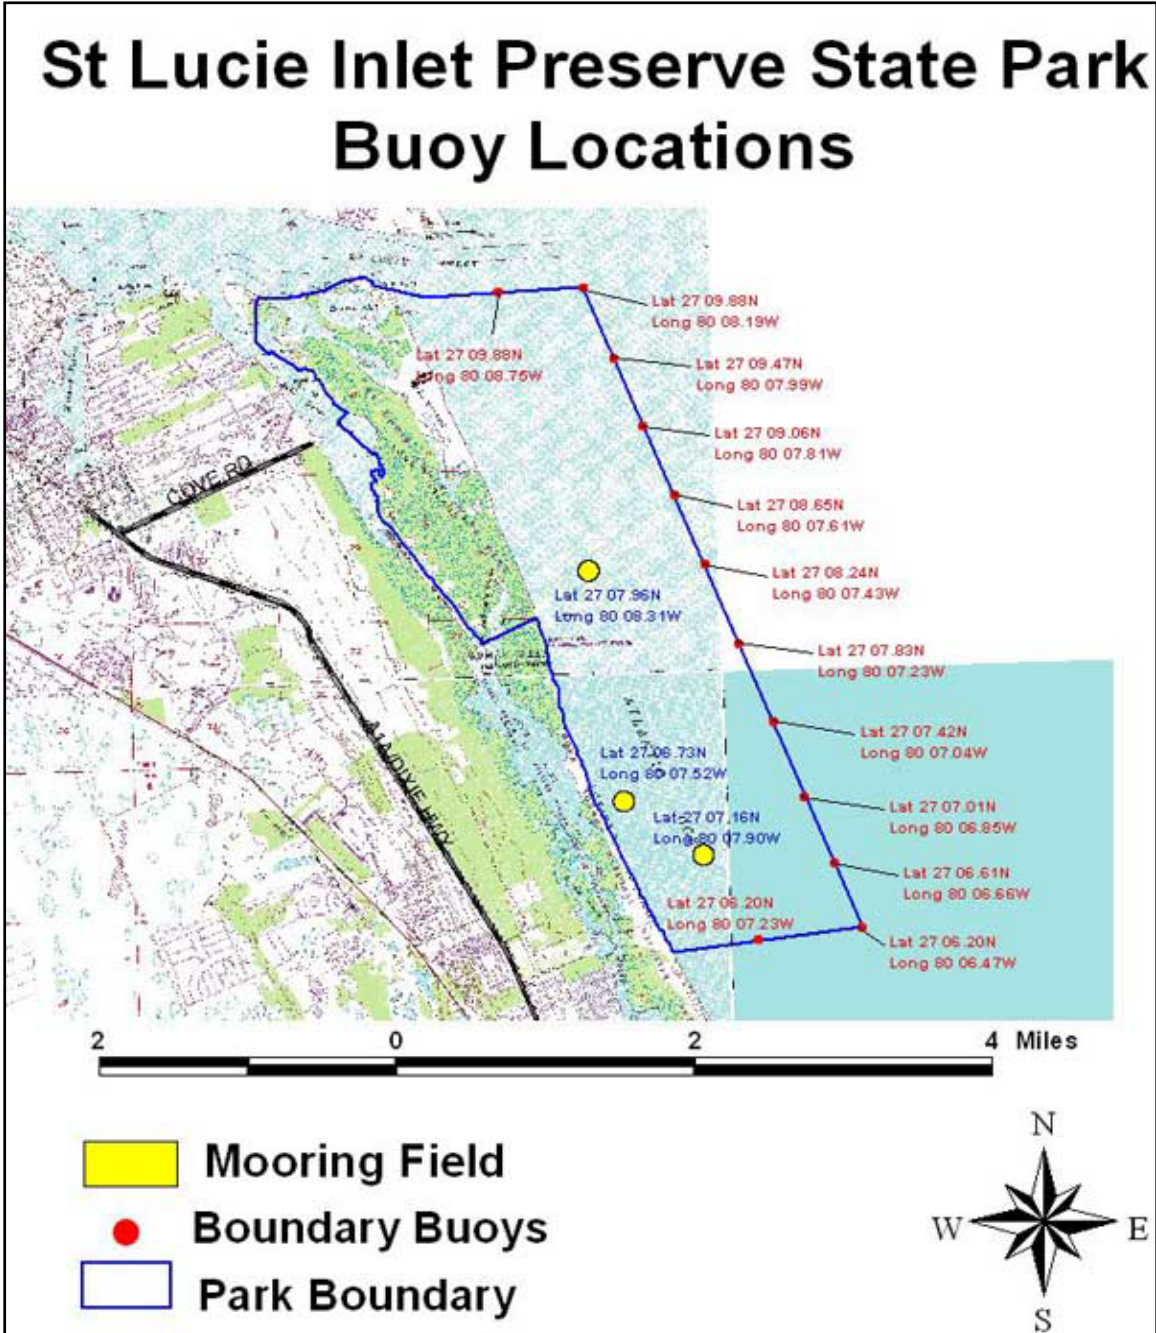 St Lucie Inlet Preserve State Park
Buoy Locations
Lat 27 09.88N
Long 80 08.19W
Lat 27 09.88N
Long 80 08.75W
Lat 27 09.47N
Long 80 07.99W
Lat 27 09.06N
Long 80 07.81W
COVE RD
Lat 27 08.65N
Long 80 07.61W
Lat 27 08.24N
Long 80 07.43W
Lat 27 07.96N
Long 80 08.31W
Lat 27 07.83N
Long 80 07.23W
Lat 27 07.42N
Long 80 07.04W
A1A/DIXIE HWY
Lat 27 06.73N
Long 80 07.52W
Lat 27 07.16N
Long 80 07.90W
Lat 27 07.01N
Long 80 06.85W
Lat 27 06.61N
Long 80 06.66W
Lat 27 06.20N
Long 80 07.23W
Lat 27 06.20N
Long 80 06.47W
2 0 2 4 Miles
Mooring Field
Boundary Buoys
Park Boundary
N
W E
S